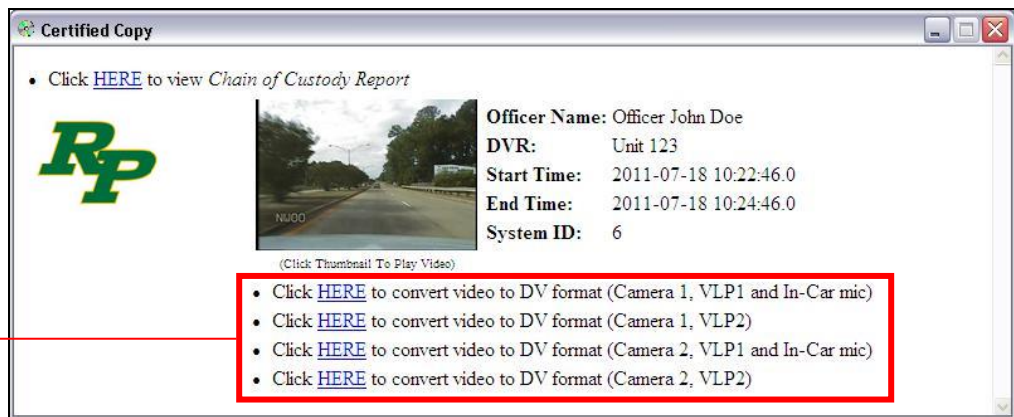 Certified Copy
• Click HERE to view Chain of Custody Report
RP
NW00
Officer Name: Officer John Doe
DVR: Unit 123
Start Time: 2011-07-18 10:22:46.0
End Time: 2011-07-18 10:24:46.0
System ID: 6
(Click Thumbnail To Play Video)
• Click HERE to convert video to DV format (Camera 1, VLP1 and In-Car mic)
• Click HERE to convert video to DV format (Camera 1, VLP2)
• Click HERE to convert video to DV format (Camera 2, VLP1 and In-Car mic)
• Click HERE to convert video to DV format (Camera 2, VLP2)